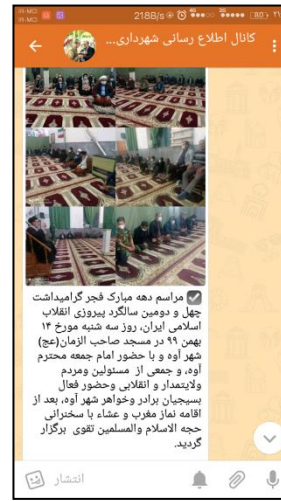 218B/s
80
کانال اطلاع رسانی شهرداری...
مراسم دهه مبارک فجر گرامیداشت
چهل و دومین سالگرد پیروزی انقلاب
اسلامی ایران، روز سه شنبه مورخ ۱۴
بهمن ۹۹ در مسجد صاحب الزمان(عج)
شهر آوه و با حضور امام جمعه محترم
آوه، و جمعی از مسئولین ومردم
ولایتمدار و انقلابی وحضور فعال
بسیجیان برادر وخواهر شهر آوه، بعد از
اقامه نماز مغرب و عشاء با سخنرانی
حجه الاسلام والمسلمین تقوی برگزار
گردید.
انتشار